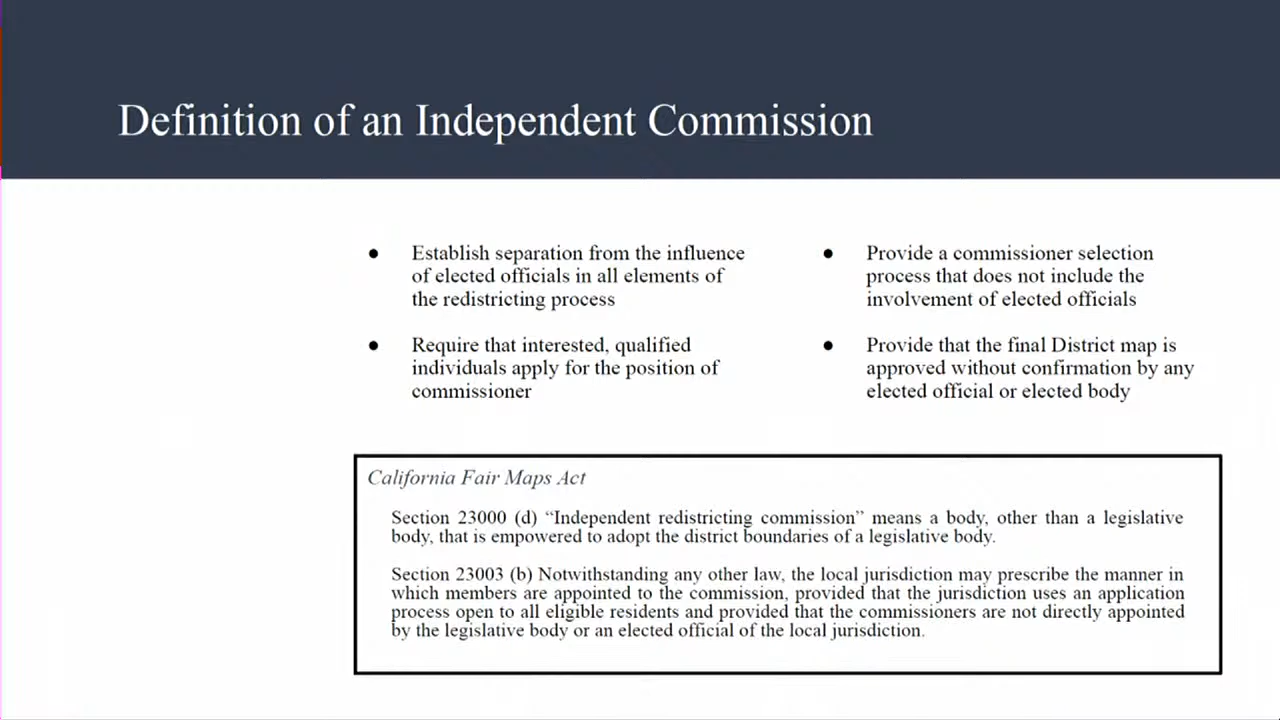 Definition of an Independent Commission
● Establish separation from the influence
of elected officials in all elements of
the redistricting process
● Require that interested, qualified
individuals apply for the position of
commissioner
● Provide a commissioner selection
process that does not include the
involvement of elected officials
● Provide that the final District map is
approved without confirmation by any
elected official or elected body
California Fair Maps Act
Section 23000 (d) “Independent redistricting commission” means a body, other than a legislative
body, that is empowered to adopt the district boundaries of a legislative body.
Section 23003 (b) Notwithstanding any other law, the local jurisdiction may prescribe the manner in
which members are appointed to the commission, provided that the jurisdiction uses an application
process open to all eligible residents and provided that the commissioners are not directly appointed
by the legislative body or an elected official of the local jurisdiction.